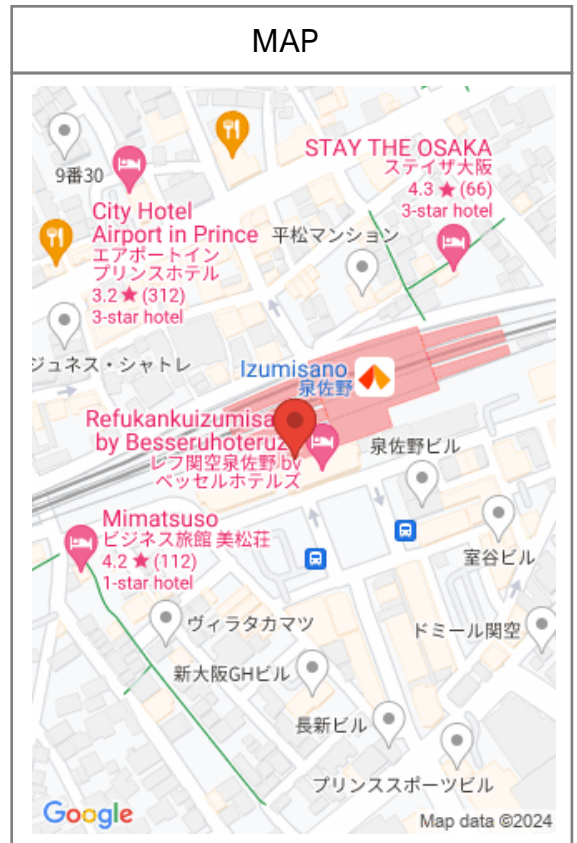 MAP
STAY THE OSAKA
ステイザ大阪
4.3 ★ (66)
3-star hotel
9番30
City Hotel
Airport in Prince
エアポートイン
プリンスホテル
3.2 ★ (312)
3-star hotel
平松マンション
ジュネス・シャトレ
Izumisano
泉佐野
Refukankuizumisa
by Besseruhoteruz
レフ関空泉佐野 by
ベッセルホテルズ
泉佐野ビル
Mimatsuso
ビジネス旅館 美松荘
4.2 ★ (112)
1-star hotel
室谷ビル
ヴィラタカマツ
ドミール関空
新大阪GHビル
長新ビル
プリンススポーツビル
Google
Map data ©2024